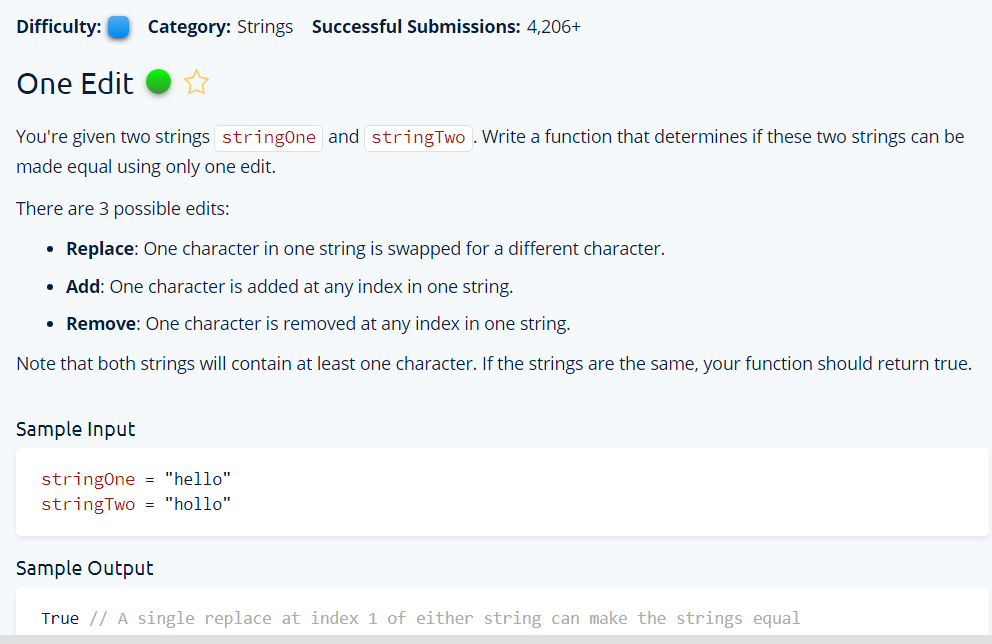 Difficulty: Category: Strings Successful Submissions: 4,206+
One Edit
You're given two strings stringOne and stringTwo. Write a function that determines if these two strings can be
made equal using only one edit.
There are 3 possible edits:
• Replace: One character in one string is swapped for a different character.
• Add: One character is added at any index in one string.
• Remove: One character is removed at any index in one string.
Note that both strings will contain at least one character. If the strings are the same, your function should return true.
Sample Input
stringOne = "hello"
stringTwo = "hollo"
Sample Output
True // A single replace at index 1 of either string can make the strings equal